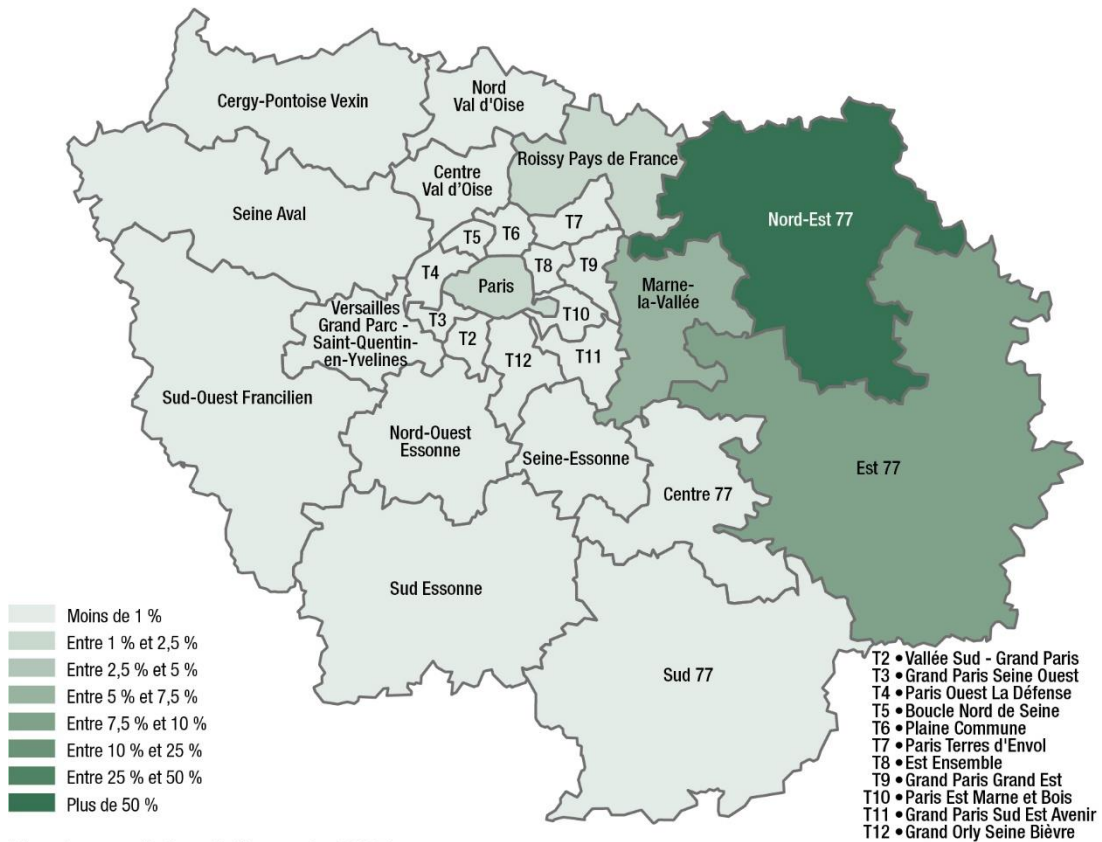 Cergy-Pontoise Vexin
Nord
Val d'Oise
Roissy Pays de France
Centre
Val d’Oise
Seine Aval
Nord-Est 77
T7
T5
T6
T4
T8
T9
Paris
Marne-
la-Vallée
Versailles
Grand Parc -
Saint-Quentin-
en-Yvelines
T3
T2
T10
T12
T11
Sud-Ouest Francilien
Nord-Ouest
Essonne
Seine-Essonne
Est 77
Centre 77
Sud Essonne
Sud 77
Moins de 1 %
Entre 1 % et 2,5 %
Entre 2,5 % et 5 %
Entre 5 % et 7,5 %
Entre 7,5 % et 10 %
Entre 10 % et 25 %
Entre 25 % et 50 %
Plus de 50 %
T2 • Vallée Sud - Grand Paris
T3 • Grand Paris Seine Ouest
T4 • Paris Ouest La Défense
T5 • Boucle Nord de Seine
T6 • Plaine Commune
T7 • Paris Terres d'Envol
T8 • Est Ensemble
T9 • Grand Paris Grand Est
T10 • Paris Est Marne et Bois
T11 • Grand Paris Sud Est Avenir
T12 • Grand Orly Seine Bièvre